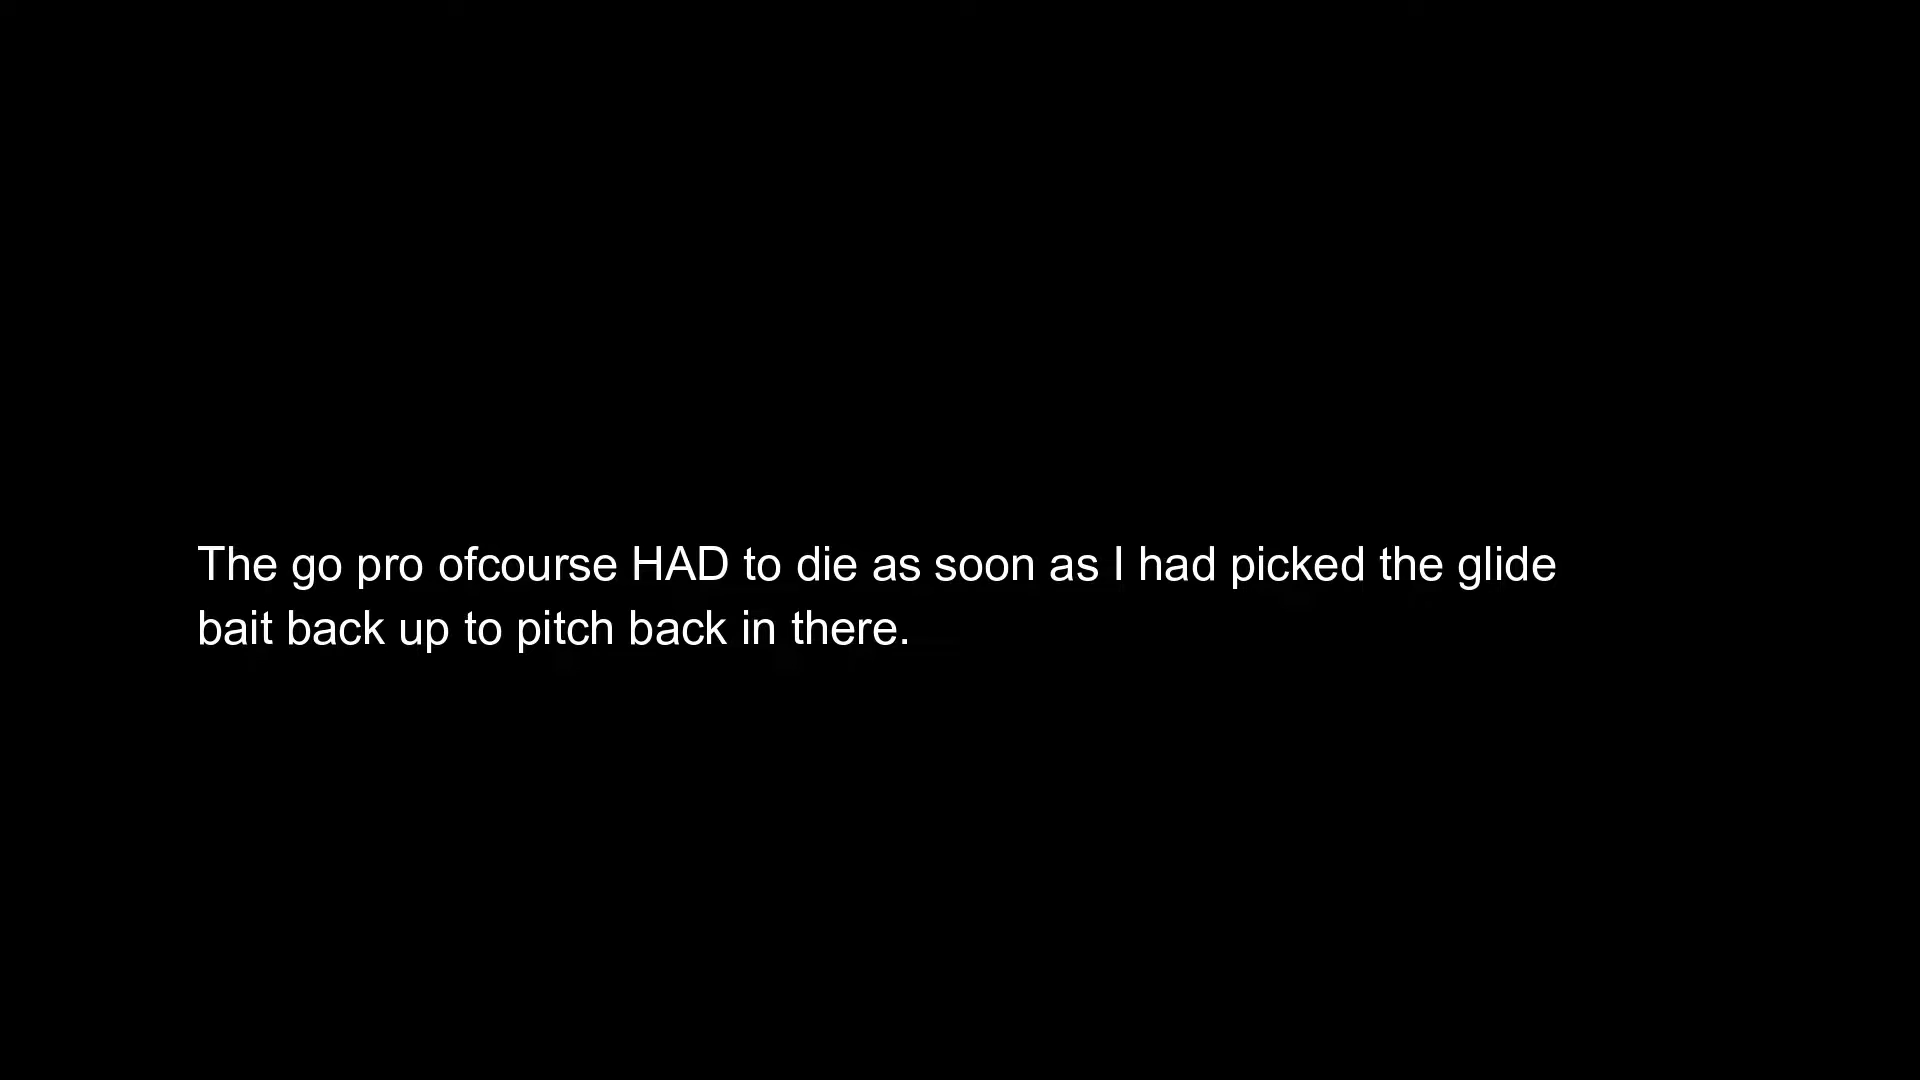 The go pro ofcourse HAD to die as soon as I had picked the glide
bait back up to pitch back in there.